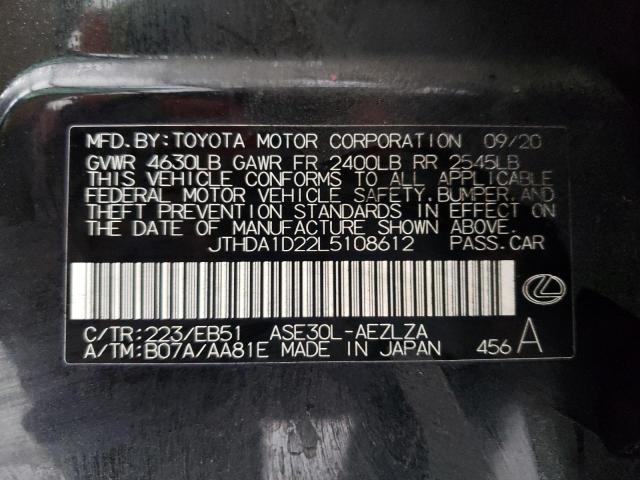 MFD.BY:TOYOTA MOTOR CORPORATION 09/20
GVWR 4630LB GAWR FR 2400LB RR 2545LB
THIS VEHICLE CONFORMS TO ALL APPLICABLE
FEDERAL MOTOR VEHICLE SAFETY,BUMPER,AND
THEFT PREVENTION STANDARDS IN EFFECT ON
THE DATE OF MANUFACTURE SHOWN ABOVE.
JTHDA1D22L5108612 PASS.CAR
C/TR:223/EB51 ASE30L-AEZLZA
A/TM:B07A/AA81E MADE IN JAPAN 456 A